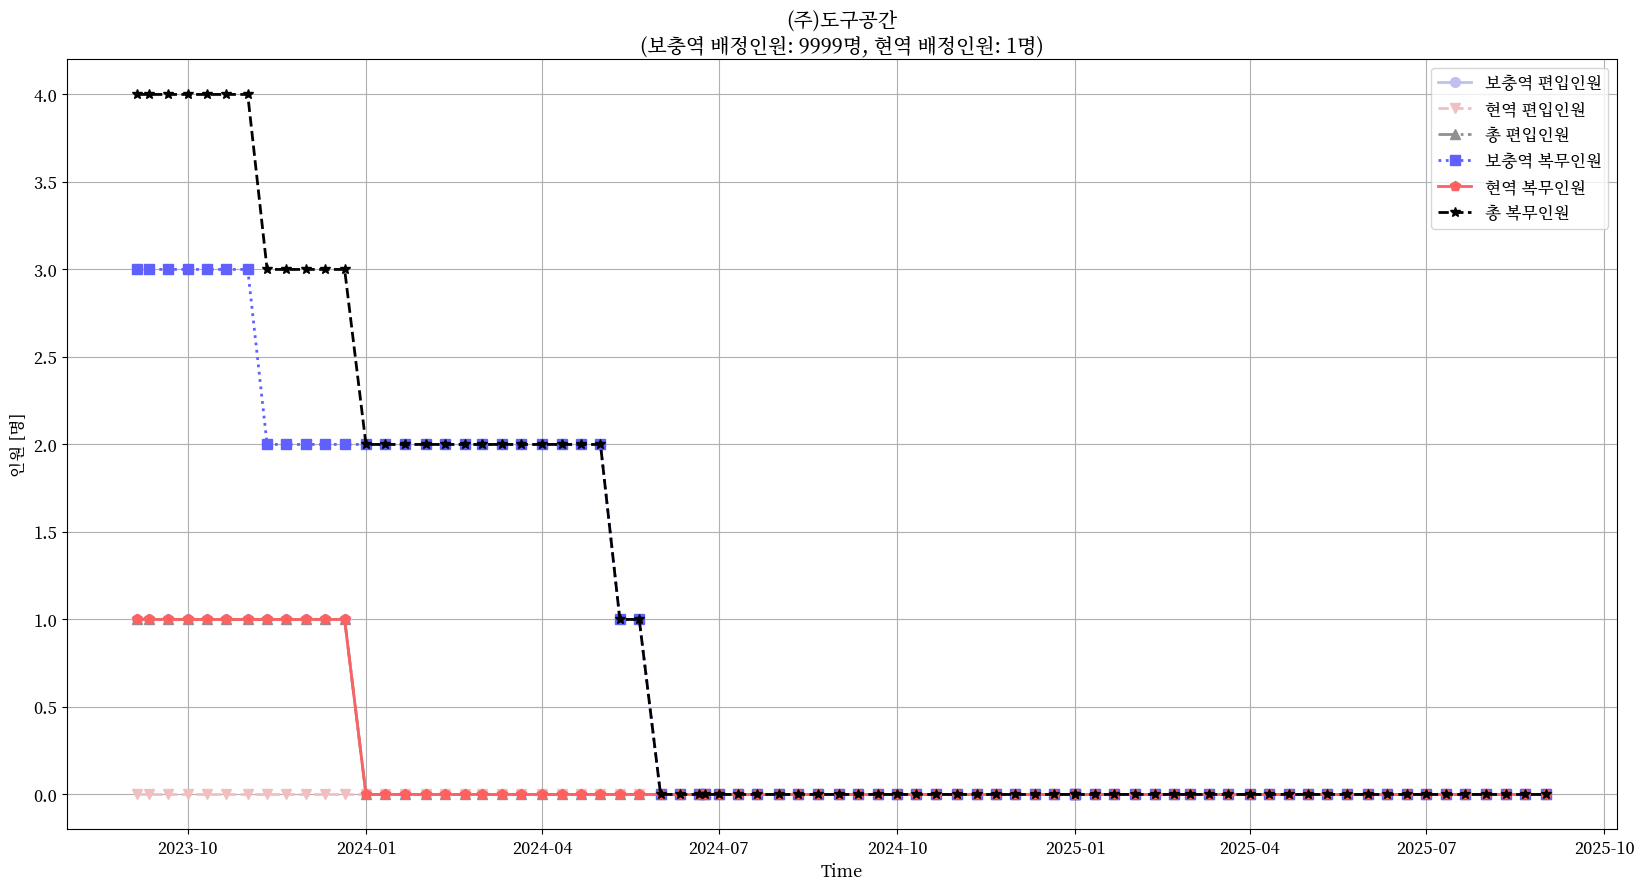 (주)도구공간
(보충역 배정인원: 9999명, 현역 배정인원: 1명)
보충역 편입인원
현역 편입인원
총 편입인원
보충역 복무인원
현역 복무인원
총 복무인원
인원 [명]
4.0
3.5
3.0
2.5
2.0
1.5
1.0
0.5
0.0
2023-10 2024-01 2024-04 2024-07 2024-10 2025-01 2025-04 2025-07 2025-10
Time